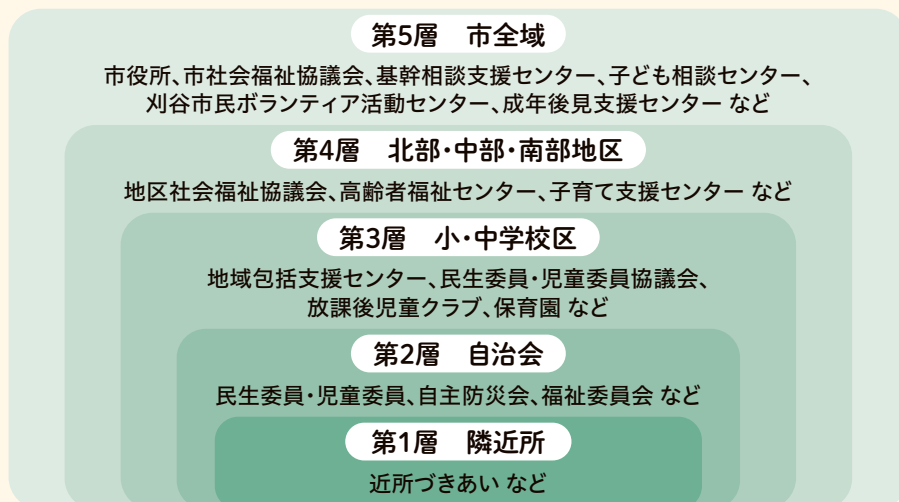 第5層　市全域
市役所、市社会福祉協議会、基幹相談支援センター、子ども相談センター、
刈谷市民ボランティア活動センター、成年後見支援センター など
第4層　北部・中部・南部地区
地区社会福祉協議会、高齢者福祉センター、子育て支援センター など
第3層　小・中学校区
地域包括支援センター、民生委員・児童委員協議会、
放課後児童クラブ、保育園 など
第2層　自治会
民生委員・児童委員、自主防災会、福祉委員会 など
第1層　隣近所
近所づきあい など